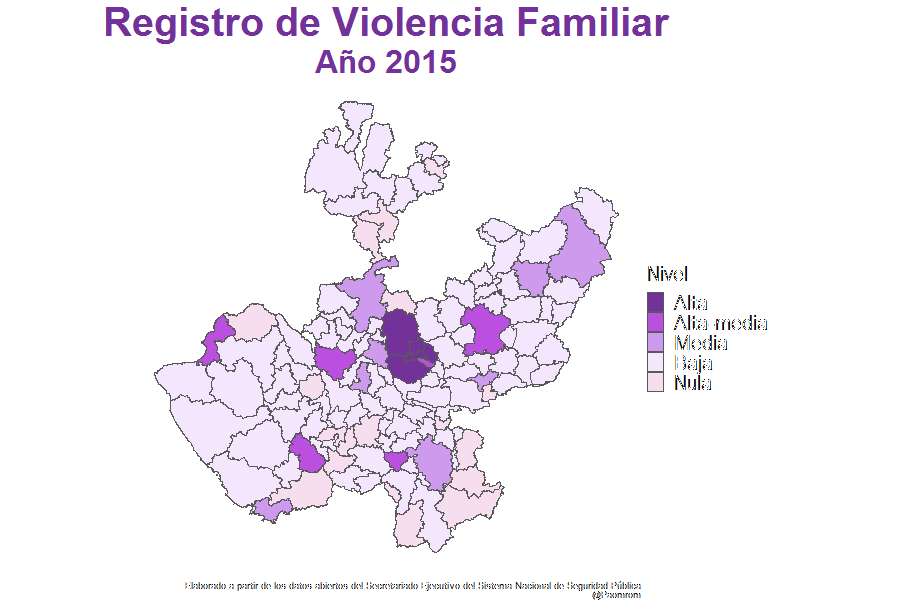 Registro de Violencia Familiar
Año 2015
Nivel
Alta
Alta-media
Media
Baja
Nula
Elaborado a partir de los datos abiertos del Secretariado Ejecutivo del Sistema Nacional de Seguridad Pública
@Paomrom